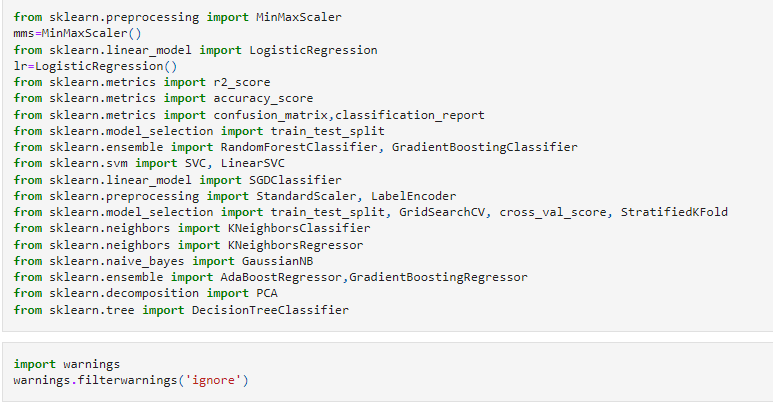 from sklearn.preprocessing import MinMaxScaler
mms=MinMaxScaler()
from sklearn.linear_model import LogisticRegression
lr=LogisticRegression()
from sklearn.metrics import r2_score
from sklearn.metrics import accuracy_score
from sklearn.metrics import confusion_matrix,classification_report
from sklearn.model_selection import train_test_split
from sklearn.ensemble import RandomForestClassifier, GradientBoostingClassifier
from sklearn.svm import SVC, LinearSVC
from sklearn.linear_model import SGDClassifier
from sklearn.preprocessing import StandardScaler, LabelEncoder
from sklearn.model_selection import train_test_split, GridSearchCV, cross_val_score, StratifiedKFold
from sklearn.neighbors import KNeighborsClassifier
from sklearn.neighbors import KNeighborsRegressor
from sklearn.naive_bayes import GaussianNB
from sklearn.ensemble import AdaBoostRegressor,GradientBoostingRegressor
from sklearn.decomposition import PCA
from sklearn.tree import DecisionTreeClassifier
import warnings
warnings.filterwarnings('ignore')